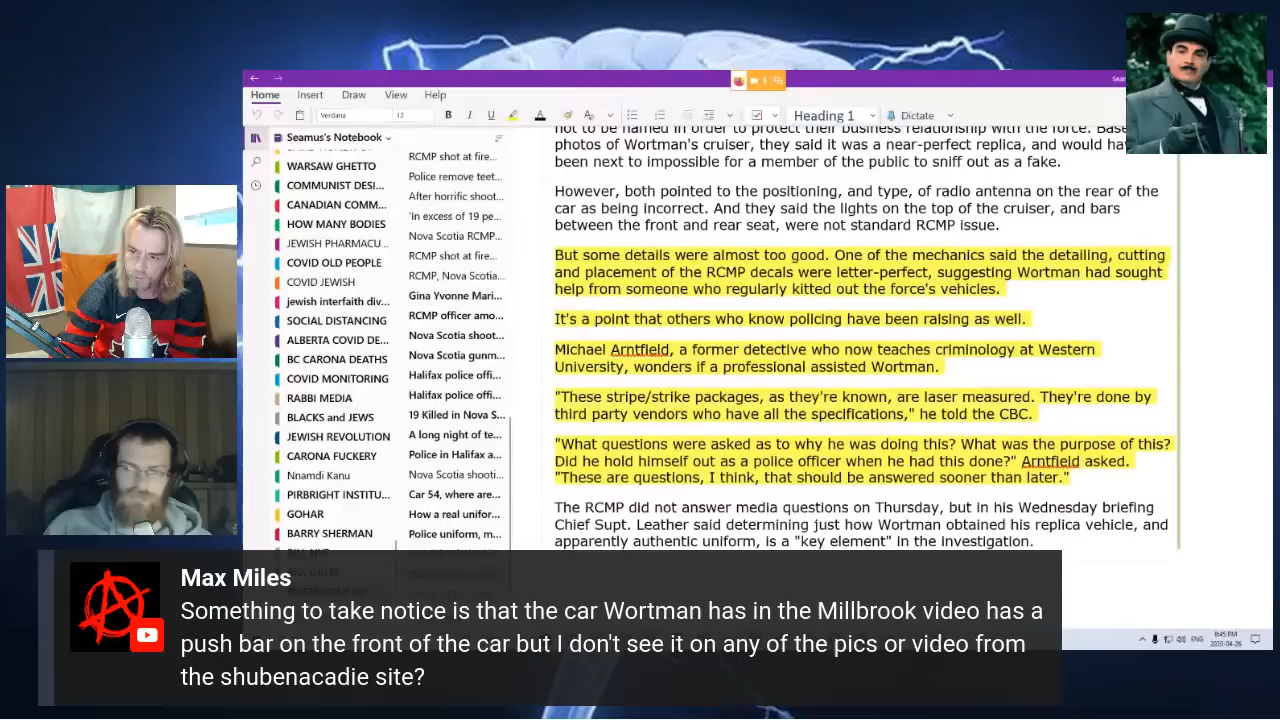 Sea
Home Insert Draw View Help
Verdana 12 B I U A Heading 1 Dictate
Seamus's Notebook
WARSAW GHETTO
COMMUNIST DESI...
CANADIAN COMM...
HOW MANY BODIES
JEWISH PHARMACU...
COVID OLD PEOPLE
COVID JEWISH
jewish interfaith div...
SOCIAL DISTANCING
ALBERTA COVID DE...
BC CARONA DEATHS
COVID MONITORING
RABBI MEDIA
BLACKS and JEWS
JEWISH REVOLUTION
CARONA FUCKERY
Nnamdi Kanu
PIRBRIGHT INSTITU...
GOHAR
BARRY SHERMAN
RCMP shot at fire...
Police remove teet...
After horrific shoot...
'In excess of 19 pe...
Nova Scotia RCMP...
RCMP shot at fire...
RCMP, Nova Scotia...
Gina Yvonne Mari...
RCMP officer amo...
Nova Scotia shoot...
Nova Scotia gunm...
Halifax police offi...
Halifax police offi...
19 Killed in Nova S...
A long night of te...
Police in Halifax a...
Nova Scotia shooti...
Car 54, where are...
How a real unifor...
Police uniform, m...
not to be named in order to protect their business relationship with the force. Base
photos of Wortman's cruiser, they said it was a near-perfect replica, and would ha
been next to impossible for a member of the public to sniff out as a fake.
However, both pointed to the positioning, and type, of radio antenna on the rear of the
car as being incorrect. And they said the lights on the top of the cruiser, and bars
between the front and rear seat, were not standard RCMP issue.
But some details were almost too good. One of the mechanics said the detailing, cutting
and placement of the RCMP decals were letter-perfect, suggesting Wortman had sought
help from someone who regularly kitted out the force's vehicles.
It's a point that others who know policing have been raising as well.
Michael Arntfield, a former detective who now teaches criminology at Western
University, wonders if a professional assisted Wortman.
"These stripe/strike packages, as they're known, are laser measured. They're done by
third party vendors who have all the specifications," he told the CBC.
"What questions were asked as to why he was doing this? What was the purpose of this?
Did he hold himself out as a police officer when he had this done?" Arntfield asked.
"These are questions, I think, that should be answered sooner than later."
The RCMP did not answer media questions on Thursday, but in his Wednesday briefing
Chief Supt. Leather said determining just how Wortman obtained his replica vehicle, and
apparently authentic uniform, is a "key element" in the investigation.
ENG
8:45 PM
2020-04-26
Max Miles
Something to take notice is that the car Wortman has in the Millbrook video has a
push bar on the front of the car but I don't see it on any of the pics or video from
the shubenacadie site?